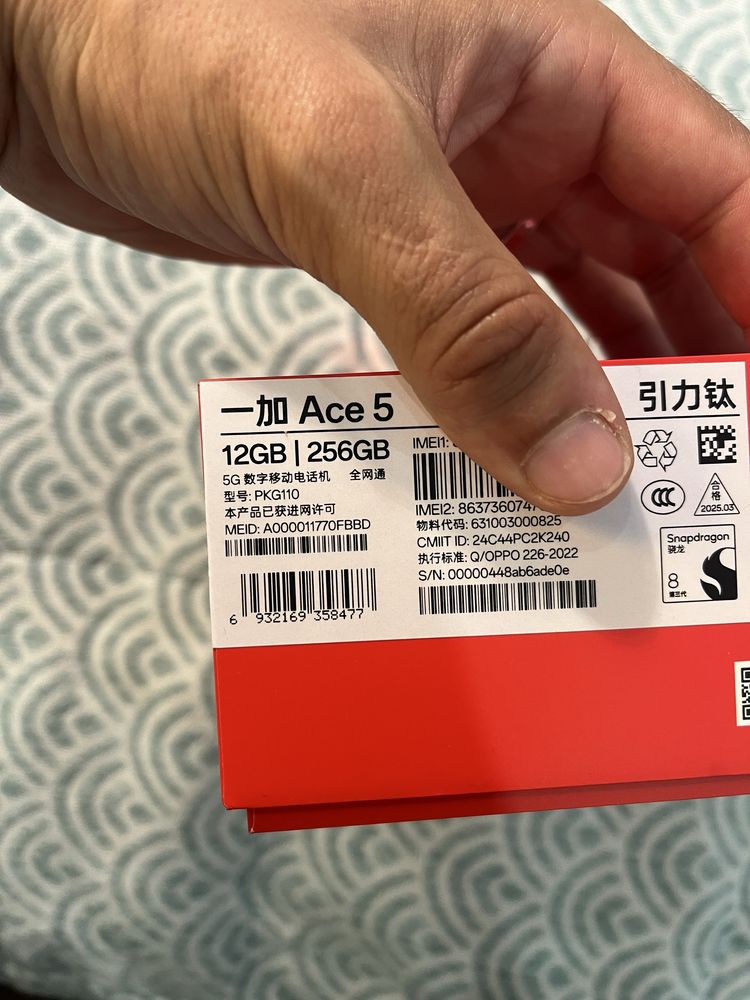 一加 Ace 5
引力钛
12GB | 256GB
5G 数字移动电话机 全网通
型号: PKG110
本产品已获进网许可
MEID: A000011770FBBD
6 932169 358477
IMEI1:
IMEI2: 86373607
物料代码: 631003000825
CMIIT ID: 24C44PC2K240
执行标准: Q/OPPO 226-2022
S/N: 00000448ab6ade0e
CCC
合格
2025.03
Snapdragon
骁龙
8
第三代